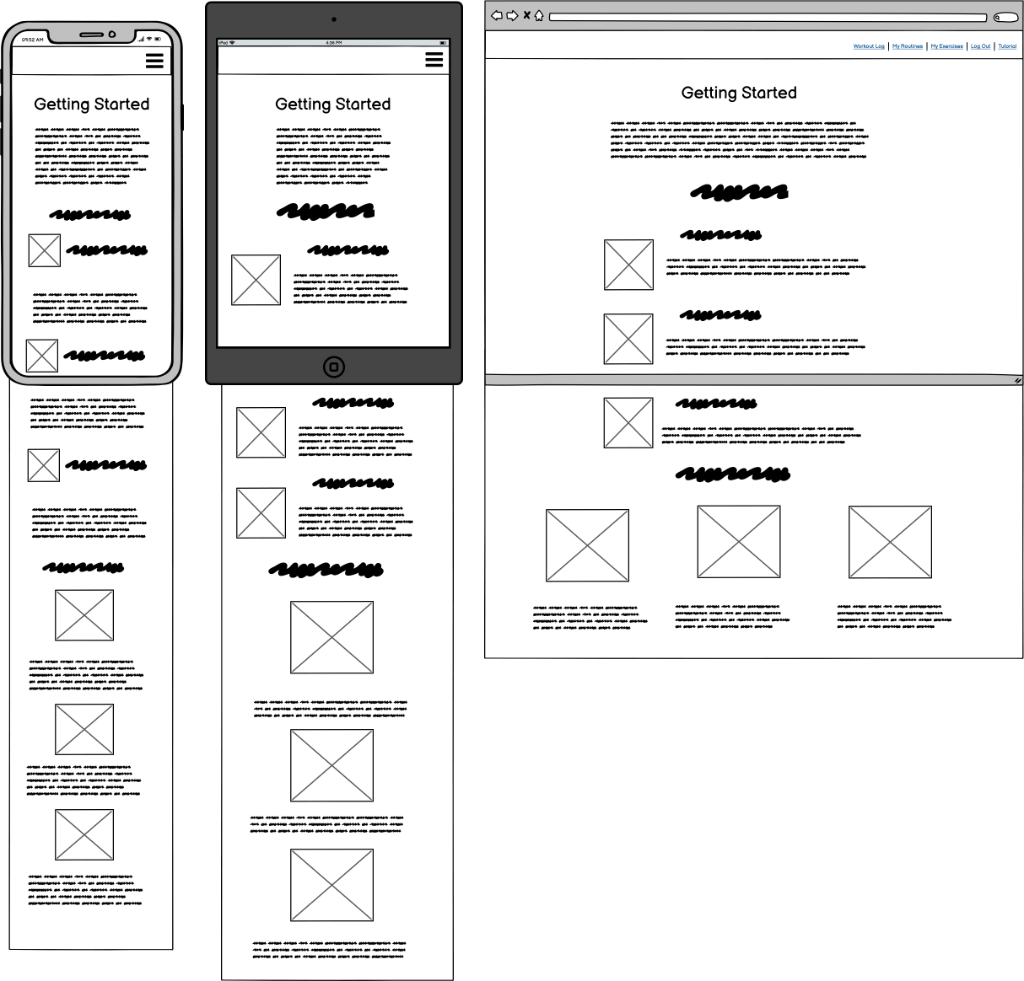 09:32 AM
Getting Started
iPad
4:38 PM
Getting Started
Workout Log | My Routines | My Exercises | Log Out | Tutorial
Getting Started